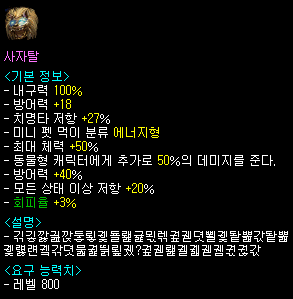 사자탈
<기본 정보>
- 내구력 100%
- 방어력 +18
- 치명타 저항 +27%
- 미니 펫 먹이 분류 에너지형
- 최대 체력 +50%
- 동물형 캐릭터에게 추가로 50%의 데미지를 준다.
- 방어력 +40%
- 모든 상태 이상 저항 +20%
- 회피율 +3%
<설명>
<요구 능력치>
- 레벨 800